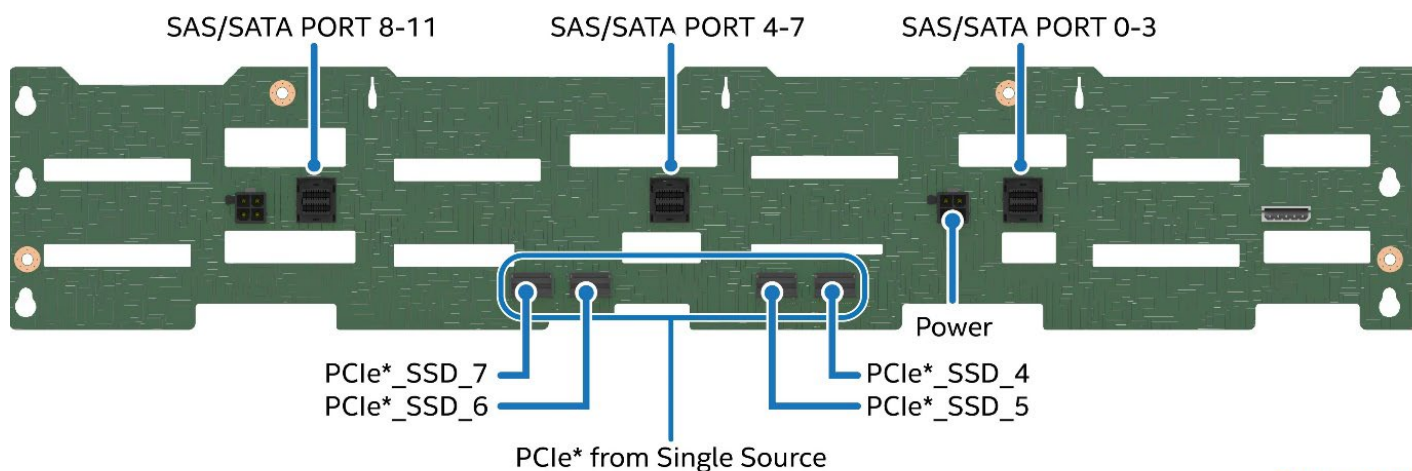 SAS/SATA PORT 8-11
SAS/SATA PORT 4-7
SAS/SATA PORT 0-3
Power
PCIe*_SSD_7
PCIe*_SSD_4
PCIe*_SSD_6
PCIe*_SSD_5
PCIe* from Single Source